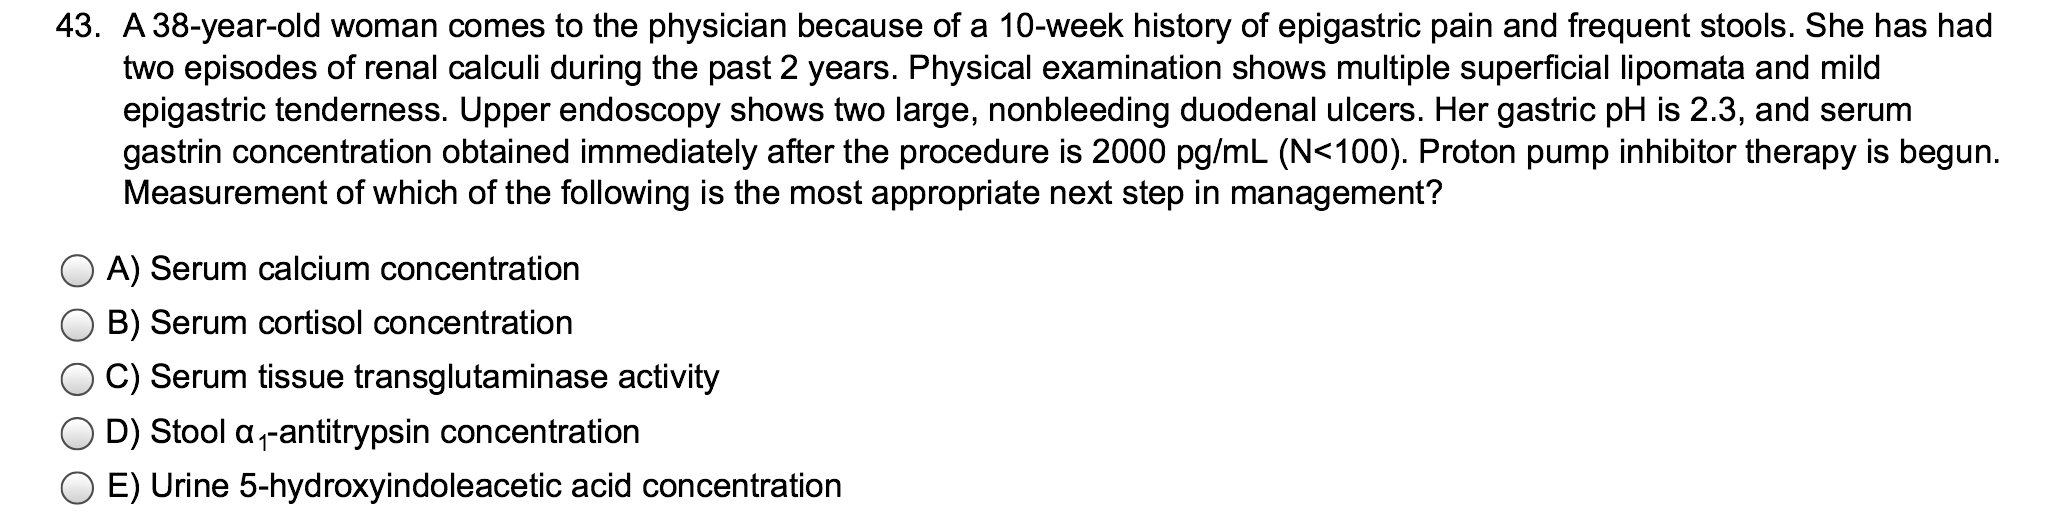 43. A 38-year-old woman comes to the physician because of a 10-week history of epigastric pain and frequent stools. She has had
two episodes of renal calculi during the past 2 years. Physical examination shows multiple superficial lipomata and mild
epigastric tenderness. Upper endoscopy shows two large, nonbleeding duodenal ulcers. Her gastric pH is 2.3, and serum
gastrin concentration obtained immediately after the procedure is 2000 pg/mL (N<100). Proton pump inhibitor therapy is begun.
Measurement of which of the following is the most appropriate next step in management?
A) Serum calcium concentration
B) Serum cortisol concentration
C) Serum tissue transglutaminase activity
D) Stool α₁-antitrypsin concentration
E) Urine 5-hydroxyindoleacetic acid concentration